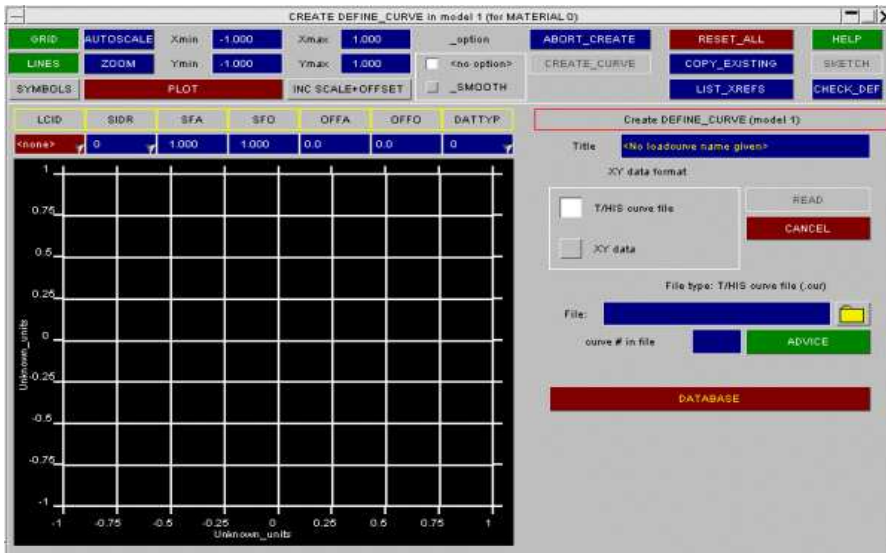 CREATE DEFINE_CURVE in model 1 (for MATERIAL 0)
GRID AUTOSCALE Xmin -1.000 Xmax 1.000 _option ABORT_CREATE RESET_ALL HELP
LINES ZOOM Ymin -1.000 Ymax 1.000 <no option> CREATE_CURVE COPY_EXISTING SKETCH
SYMBOLS PLOT INC SCALE+OFFSET _SMOOTH LIST_XREFS CHECK_DEF
LCID SIDR SFA SFO OFFA OFFO DATTYP
<none> 0 1.000 1.000 0.0 0.0 0
Create DEFINE_CURVE (model 1)
Title <No loadcurve name given>
XY data format
T/HIS curve file
READ
CANCEL
XY data
File type: T/HIS curve file (.cur)
File:
curve # in file ADVICE
DATABASE
1
0.75
0.5
0.25
0
-0.25
-0.5
-0.75
-1
Unknown_units
-1 -0.75 -0.5 -0.25 0 0.25 0.5 0.75 1
Unknown_units